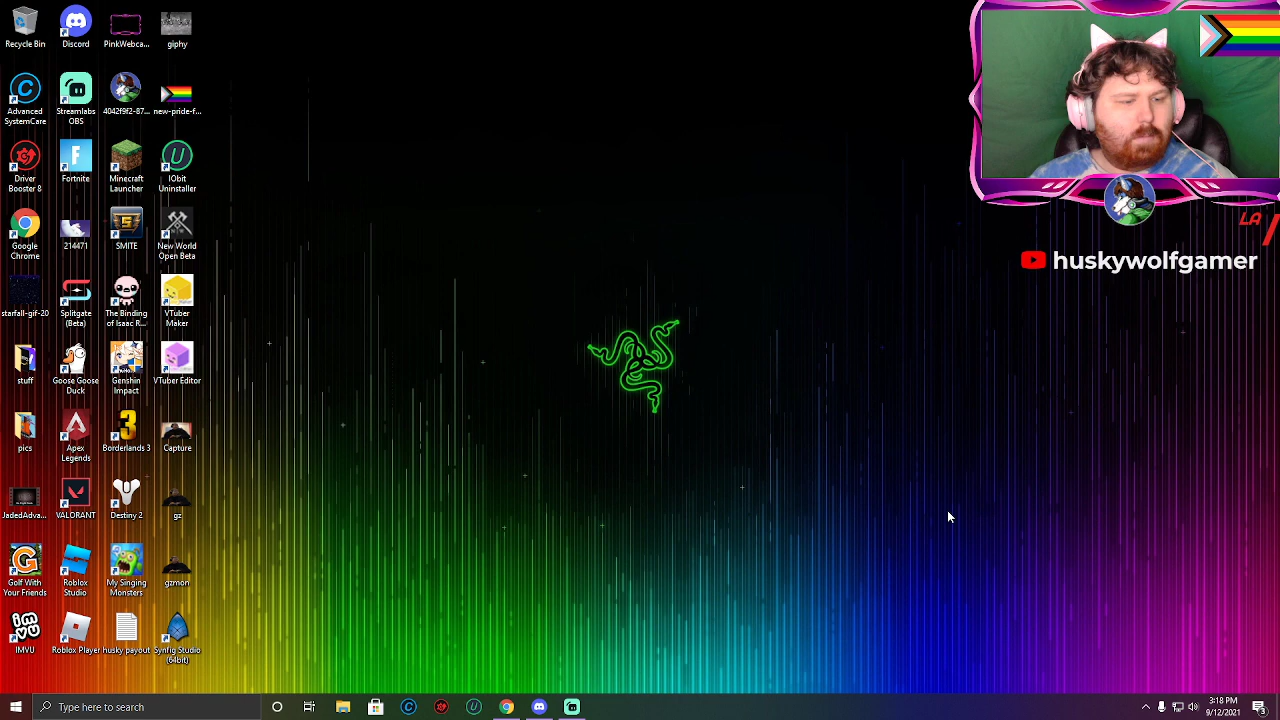 Recycle Bin
Discord
PinkWebca...
giphy
Advanced
SystemCare
Streamlabs
OBS
4042f9f2-87...
new-pride-f...
Driver
Booster 8
Fortnite
Minecraft
Launcher
IObit
Uninstaller
Google
Chrome
214471
SMITE
New World
Open Beta
starfall-gif-20
Splitgate
(Beta)
The Binding
of Isaac R...
VTuber
Maker
stuff
Goose Goose
Duck
Genshin
Impact
VTuber Editor
pics
Apex
Legends
Borderlands 3
Capture
JadedAdva...
VALORANT
Destiny 2
gz
Golf With
Your Friends
Roblox
Studio
My Singing
Monsters
gzmon
IMVU
Roblox Player
husky payout
Synfig Studio
(64bit)
LA
huskywolfgamer
Type here to search
3:18 PM
9/12/2021